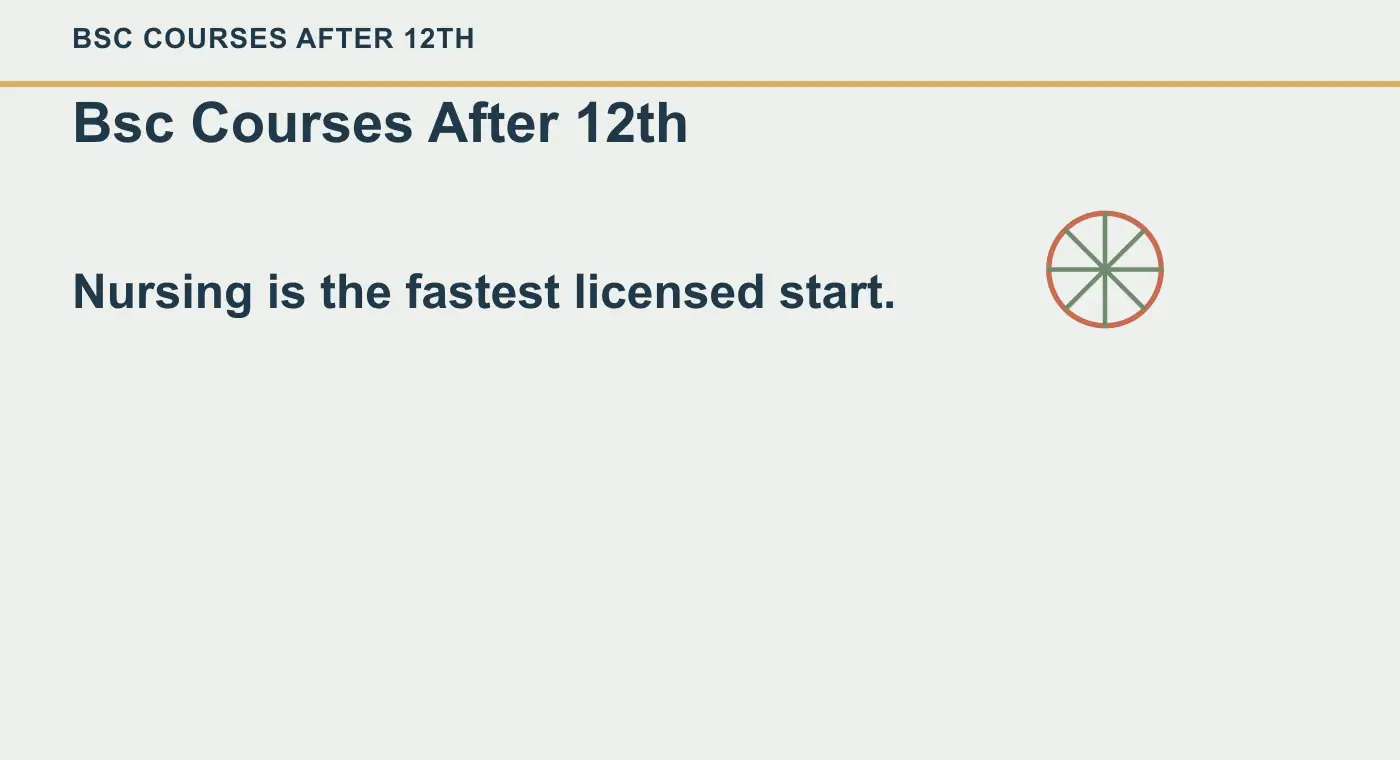 BSC COURSES AFTER 12TH
Bsc Courses After 12th
Nursing is the fastest licensed start.